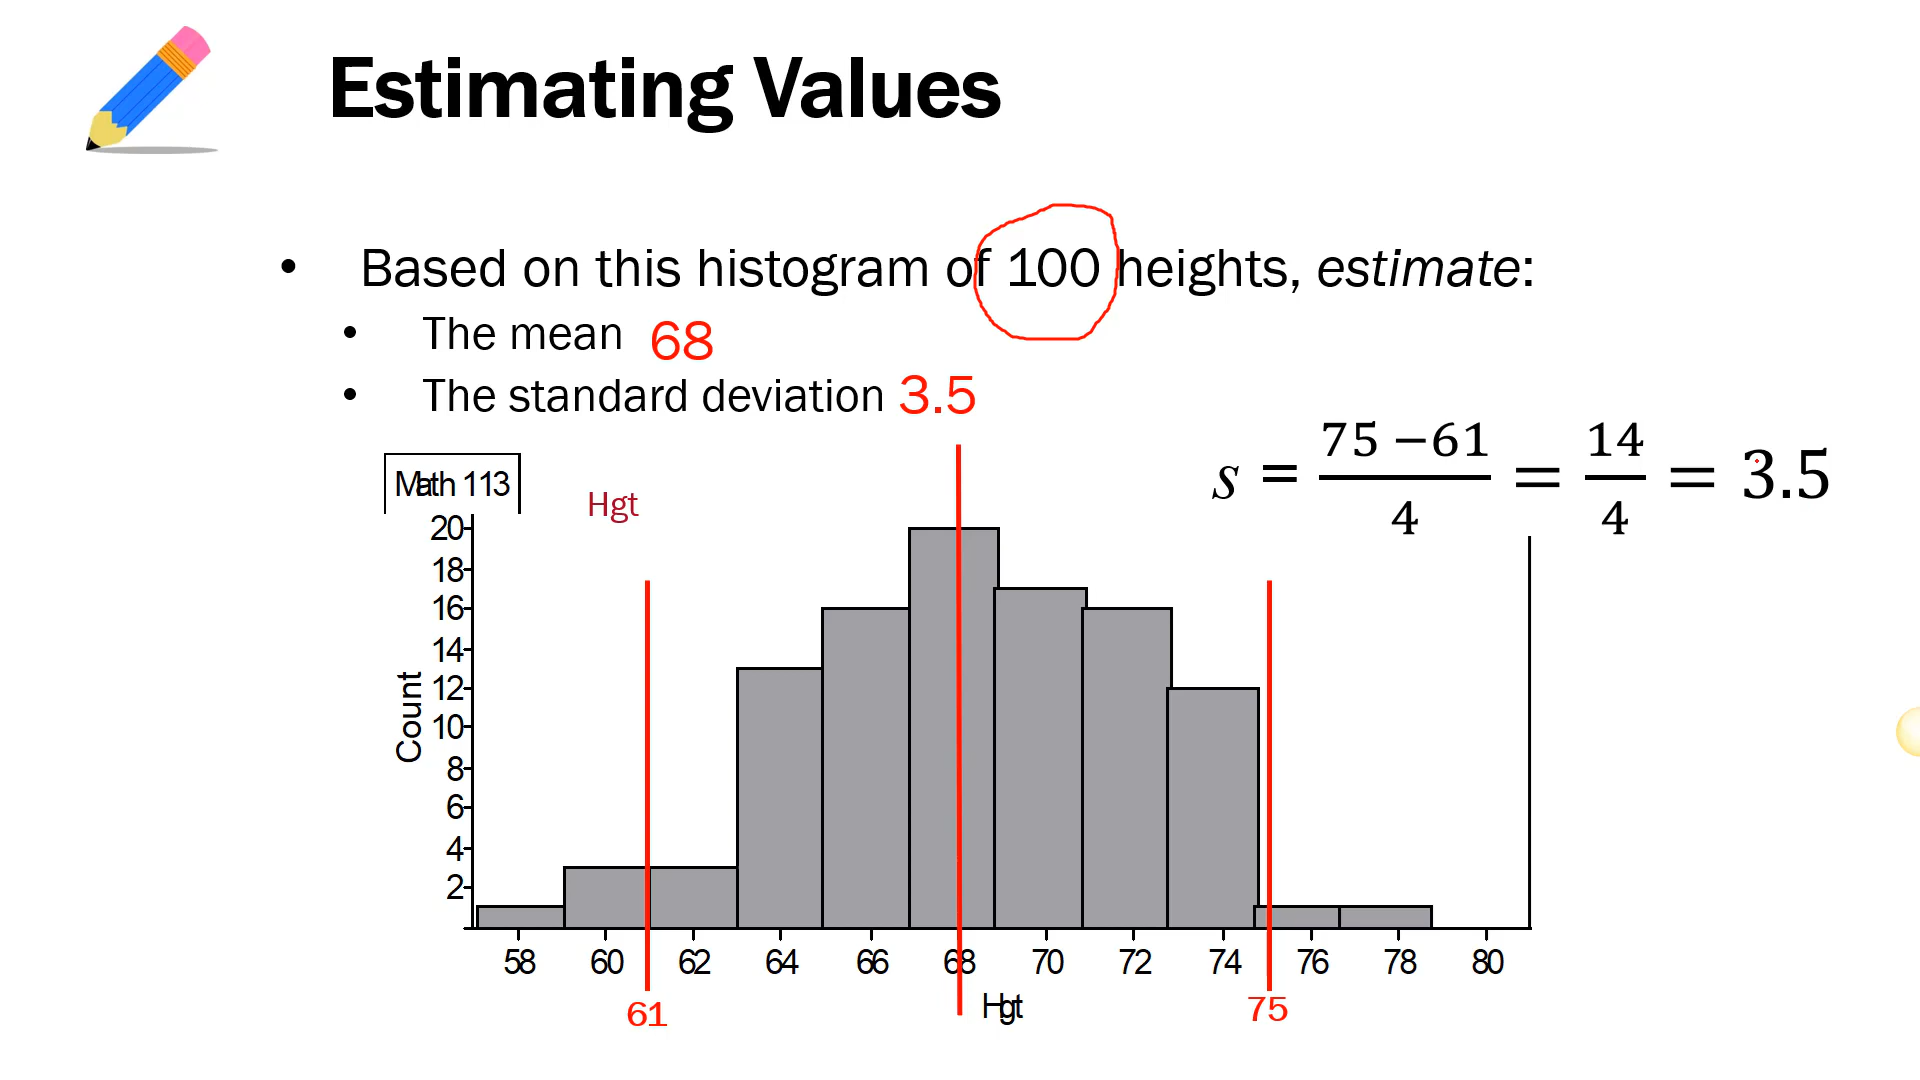 Estimating Values
• Based on this histogram of 100 heights, estimate:
• The mean 68
• The standard deviation 3.5
s = 75 −61 / 4 = 14 / 4 = 3.5
Math 113
Hgt
20
18
16
14
12
10
8
6
4
2
Count
58 60 62 64 66 68 70 72 74 76 78 80
Hgt
61 75